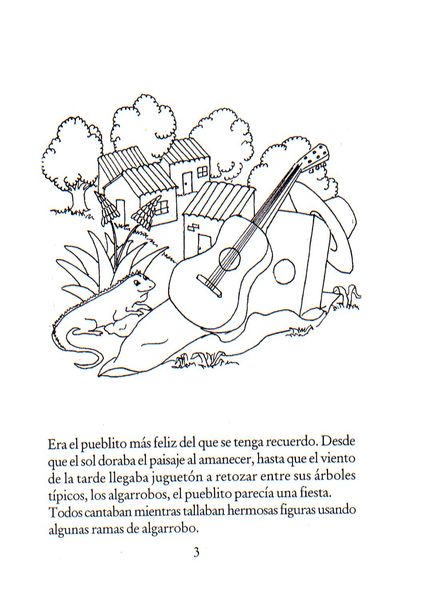 Era el pueblito más feliz del que se tenga recuerdo. Desde
que el sol doraba el paisaje al amanecer, hasta que el viento
de la tarde llegaba juguetón a retozar entre sus árboles
típicos, los algarrobos, el pueblito parecía una fiesta.
Todos cantaban mientras tallaban hermosas figuras usando
algunas ramas de algarrobo.
3